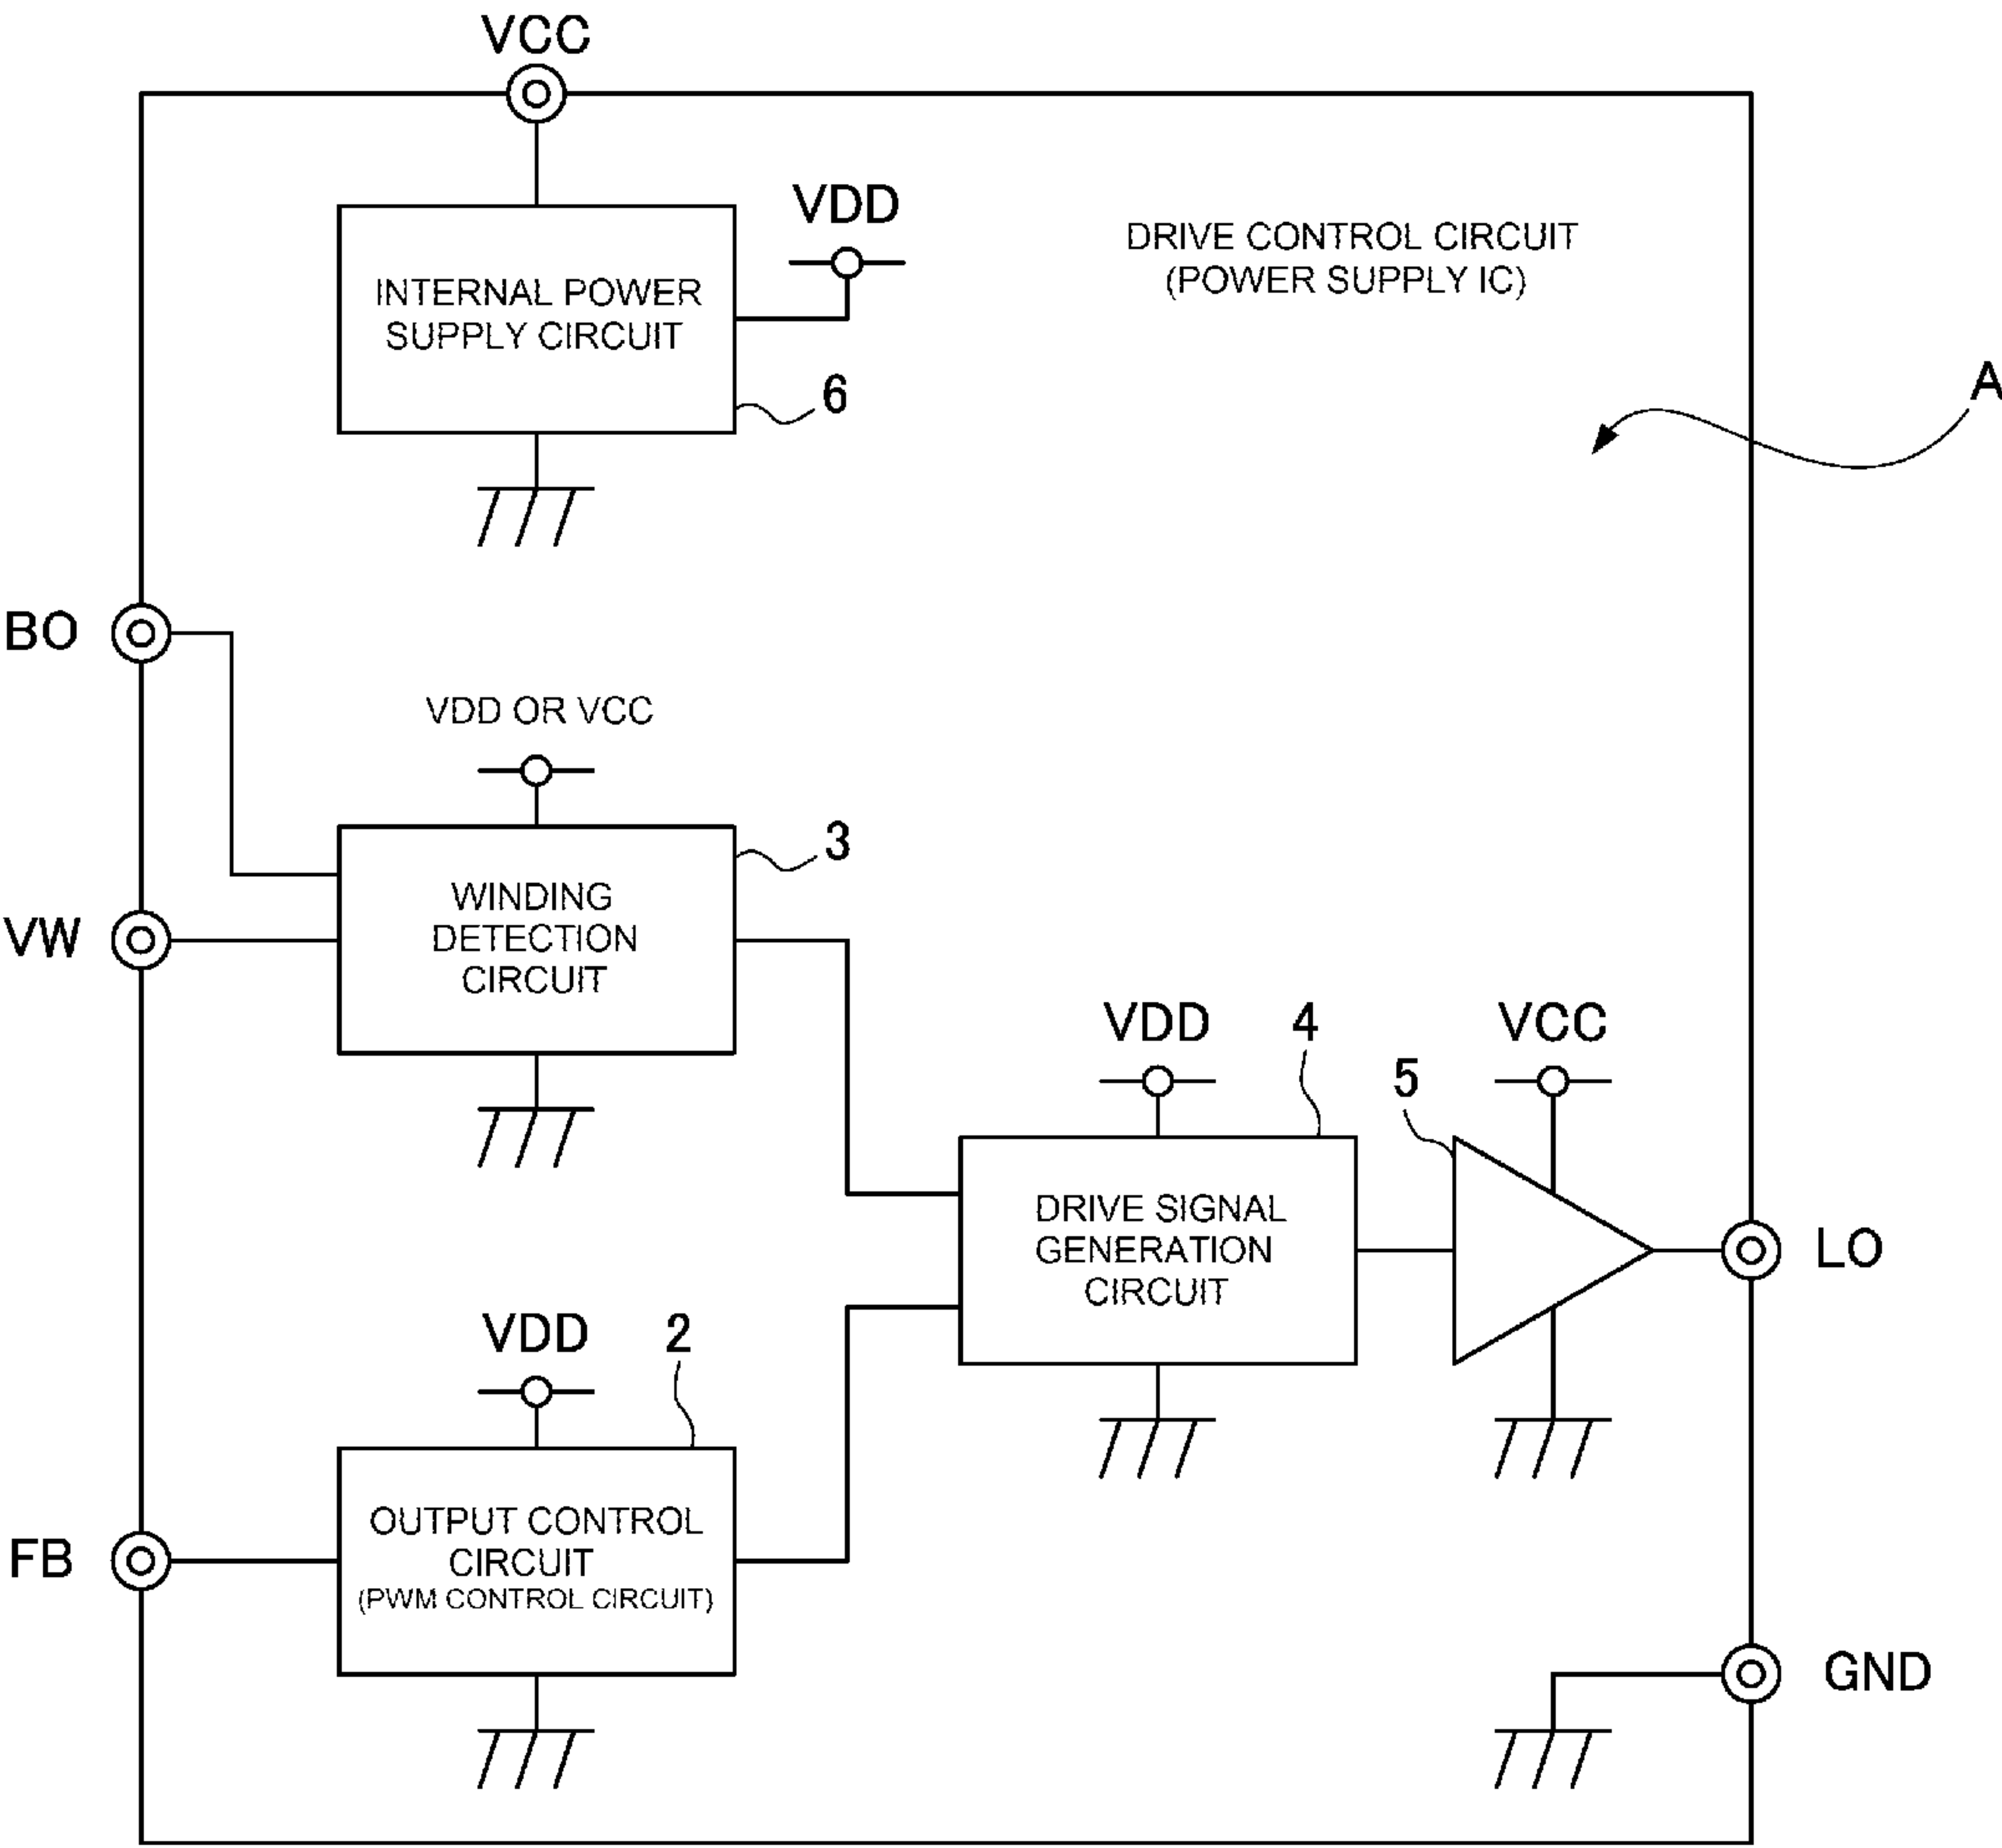 VCC
VDD
DRIVE CONTROL CIRCUIT
(POWER SUPPLY IC)
INTERNAL POWER
SUPPLY CIRCUIT
6
A
BO
VDD OR VCC
3
WINDING
DETECTION
CIRCUIT
VW
VDD
4
VCC
5
DRIVE SIGNAL
GENERATION
CIRCUIT
LO
VDD
2
OUTPUT CONTROL
CIRCUIT
(PWM CONTROL CIRCUIT)
FB
GND